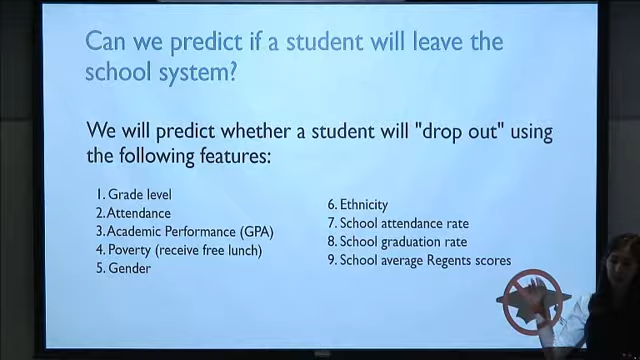 Can we predict if a student will leave the
school system?
We will predict whether a student will "drop out" using
the following features:
1. Grade level
2. Attendance
3. Academic Performance (GPA)
4. Poverty (receive free lunch)
5. Gender
6. Ethnicity
7. School attendance rate
8. School graduation rate
9. School average Regents scores